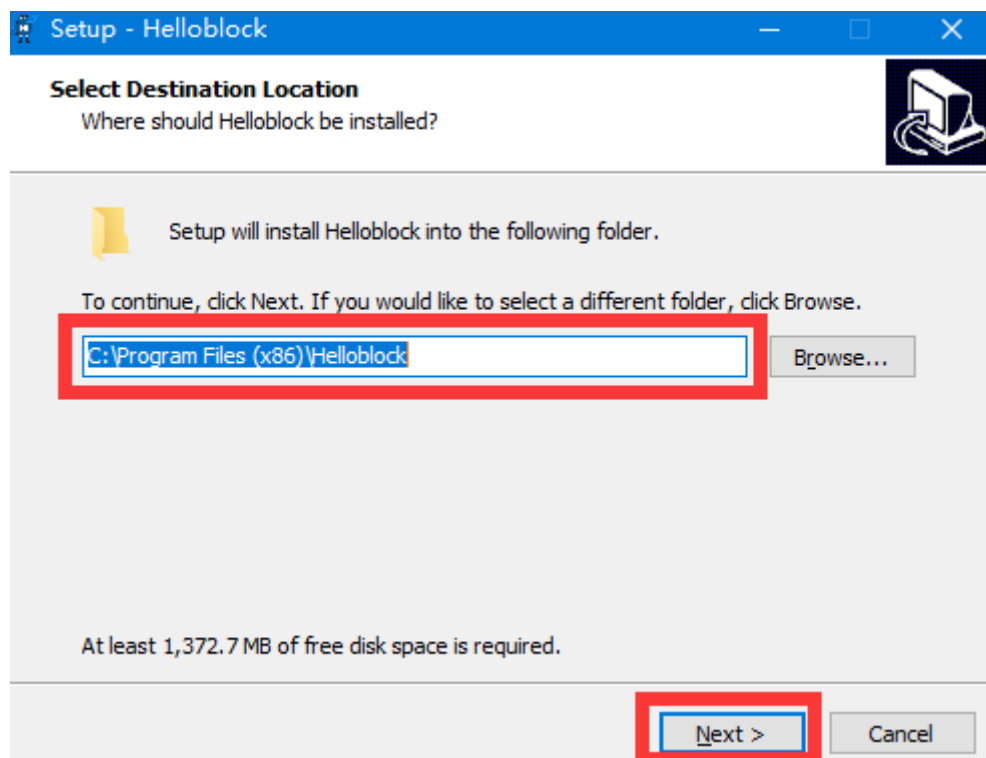 Setup - Helloblock
Select Destination Location
Where should Helloblock be installed?
Setup will install Helloblock into the following folder.
To continue, click Next. If you would like to select a different folder, click Browse.
C:\Program Files (x86)\Helloblock
Browse...
At least 1,372.7 MB of free disk space is required.
Next >
Cancel